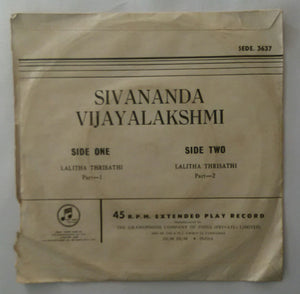 SEDE. 3637
SIVANANDA
VIJAYALAKSHMI
SIDE ONE
LALITHA THRISATHI
Part—1
SIDE TWO
LALITHA THRISATHI
Part—2
45 R.P.M. EXTENDED PLAY RECORD
THE GRAMOPHONE COMPANY OF INDIA (PRIVATE) LIMITED